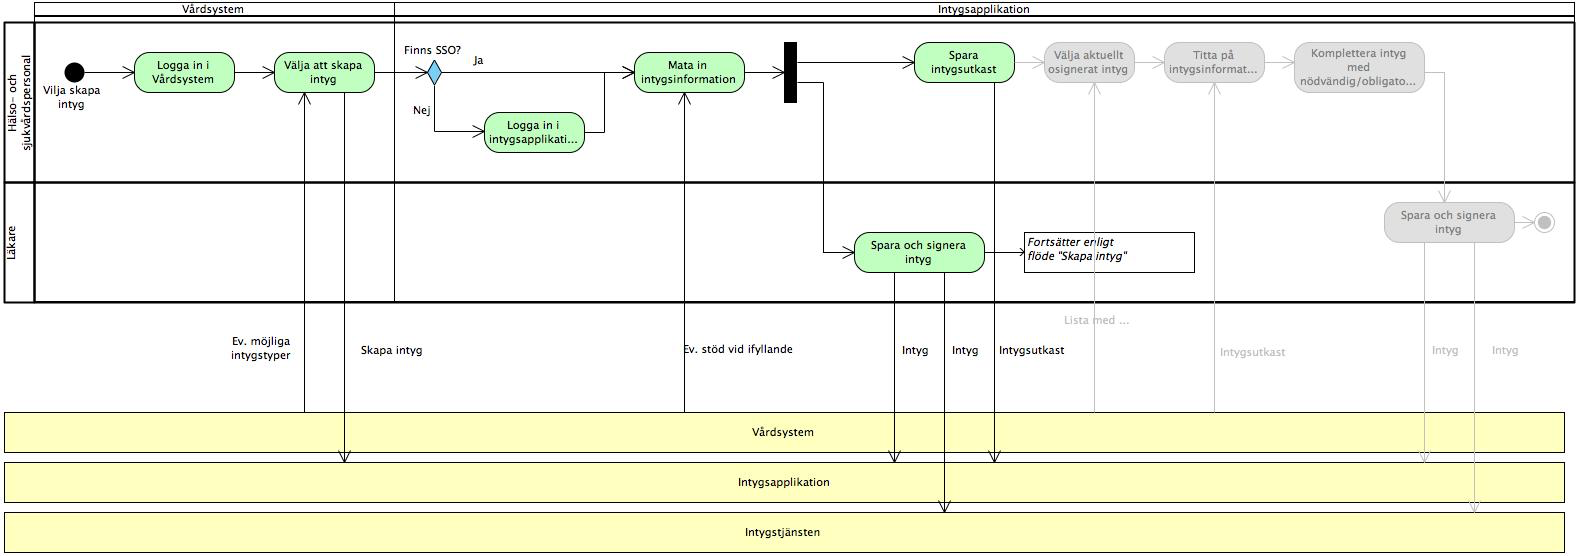 Vårdsystem
Intygsapplikation
Hälso- och
sjukvårdspersonal
Vilja skapa
intyg
Logga in i
Vårdsystem
Välja att skapa
intyg
Finns SSO?
Ja
Nej
Logga in i
intygsapplikati...
Mata in
intygsinformation
Spara
intygsutkast
Välja aktuellt
osignerat intyg
Titta på
intygsinformat...
Komplettera intyg
med
nödvändig/obligato...
Läkare
Spara och signera
intyg
Fortsätter enligt
flöde "Skapa intyg"
Spara och signera
intyg
Ev. möjliga
intygstyper
Skapa intyg
Ev. stöd vid ifyllande
Intyg
Intyg
Intygsutkast
Lista med ...
Intygsutkast
Intyg
Intyg
Vårdsystem
Intygsapplikation
Intygstjänsten